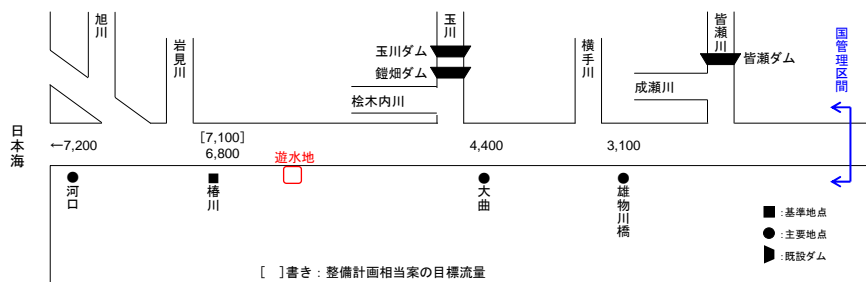 旭川
岩見川
玉川
玉川ダム
鎧畑ダム
桧木内川
横手川
皆瀬川
皆瀬ダム
成瀬川
国管理区間
日本海
←7,200
[7,100]
6,800
遊水地
4,400
3,100
河口
椿川
大曲
雄物川橋
■ :基準地点
● :主要地点
:既設ダム
[ ]書き：整備計画相当案の目標流量